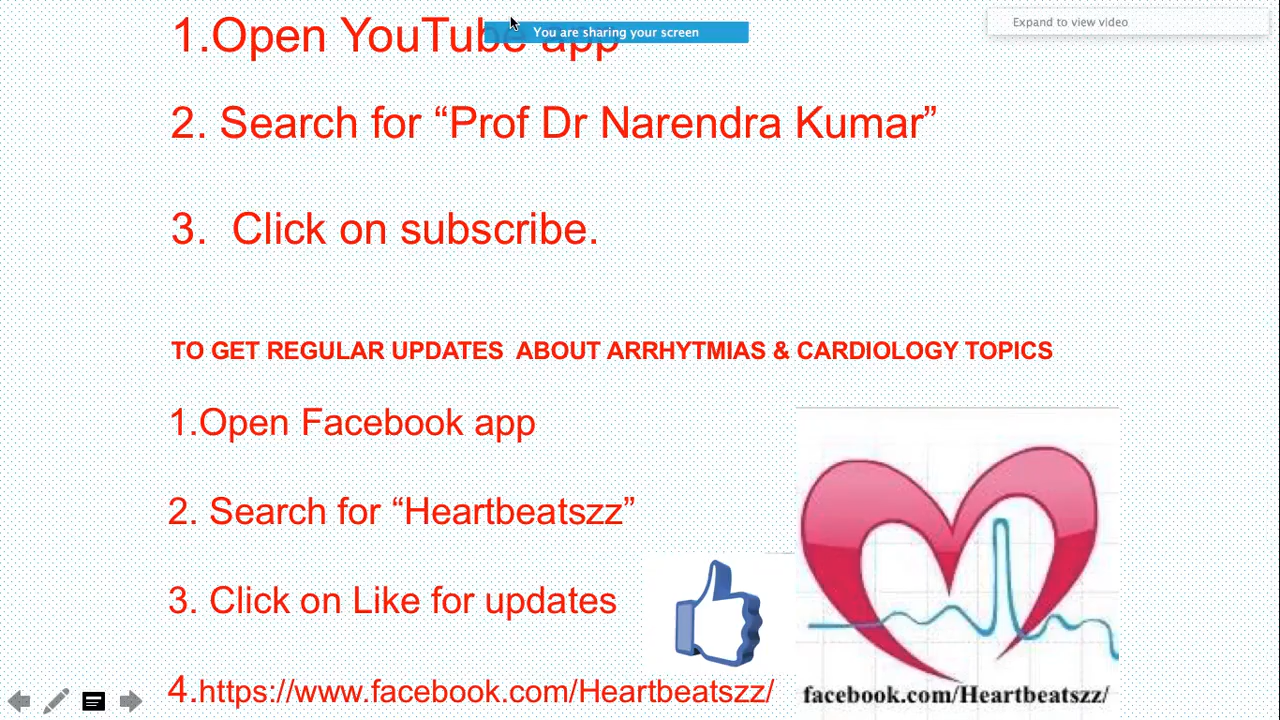 1.Open YouTube app
You are sharing your screen
Expand to view video
2. Search for “Prof Dr Narendra Kumar”
3. Click on subscribe.
TO GET REGULAR UPDATES ABOUT ARRHYTMIAS & CARDIOLOGY TOPICS
1.Open Facebook app
2. Search for “Heartbeatszz”
3. Click on Like for updates
4.https://www.facebook.com/Heartbeatszz/
facebook.com/Heartbeatszz/